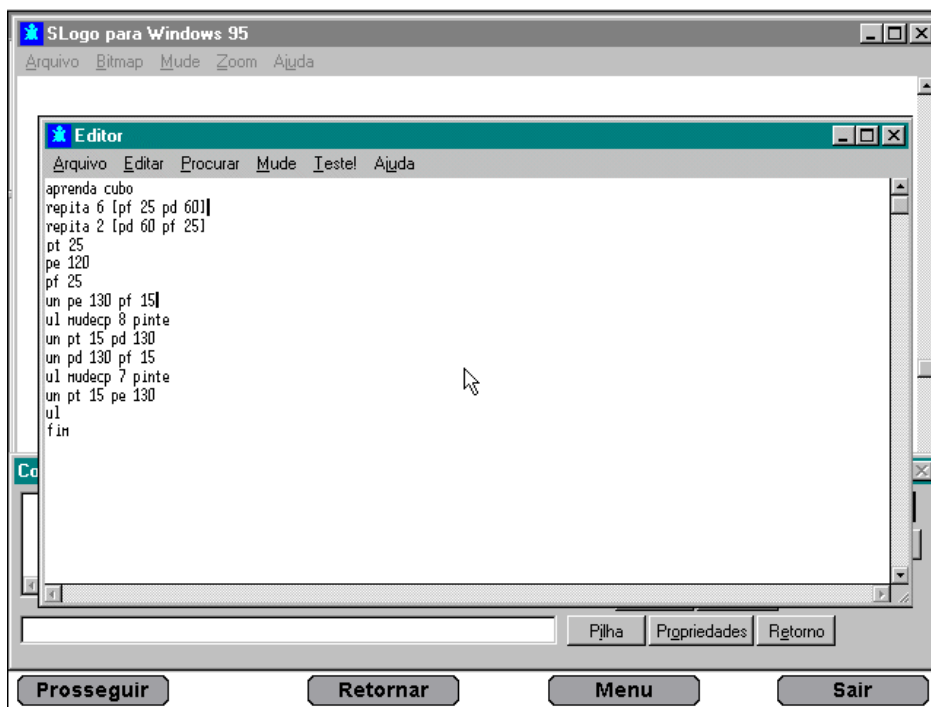 SLogo para Windows 95
Arquivo Bitmap Mude Zoom Ajuda
Editor
Arquivo Editar Procurar Mude Teste! Ajuda
aprenda cubo
repita 6 [pf 25 pd 60]
repita 2 [pd 60 pf 25]
pt 25
pe 120
pf 25
un pe 130 pf 15
ul mudecp 8 pinte
un pt 15 pd 130
un pd 130 pf 15
ul mudecp 7 pinte
un pt 15 pe 130
ul
fim
Co
Pilha Propriedades Retorno
Prosseguir Retornar Menu Sair